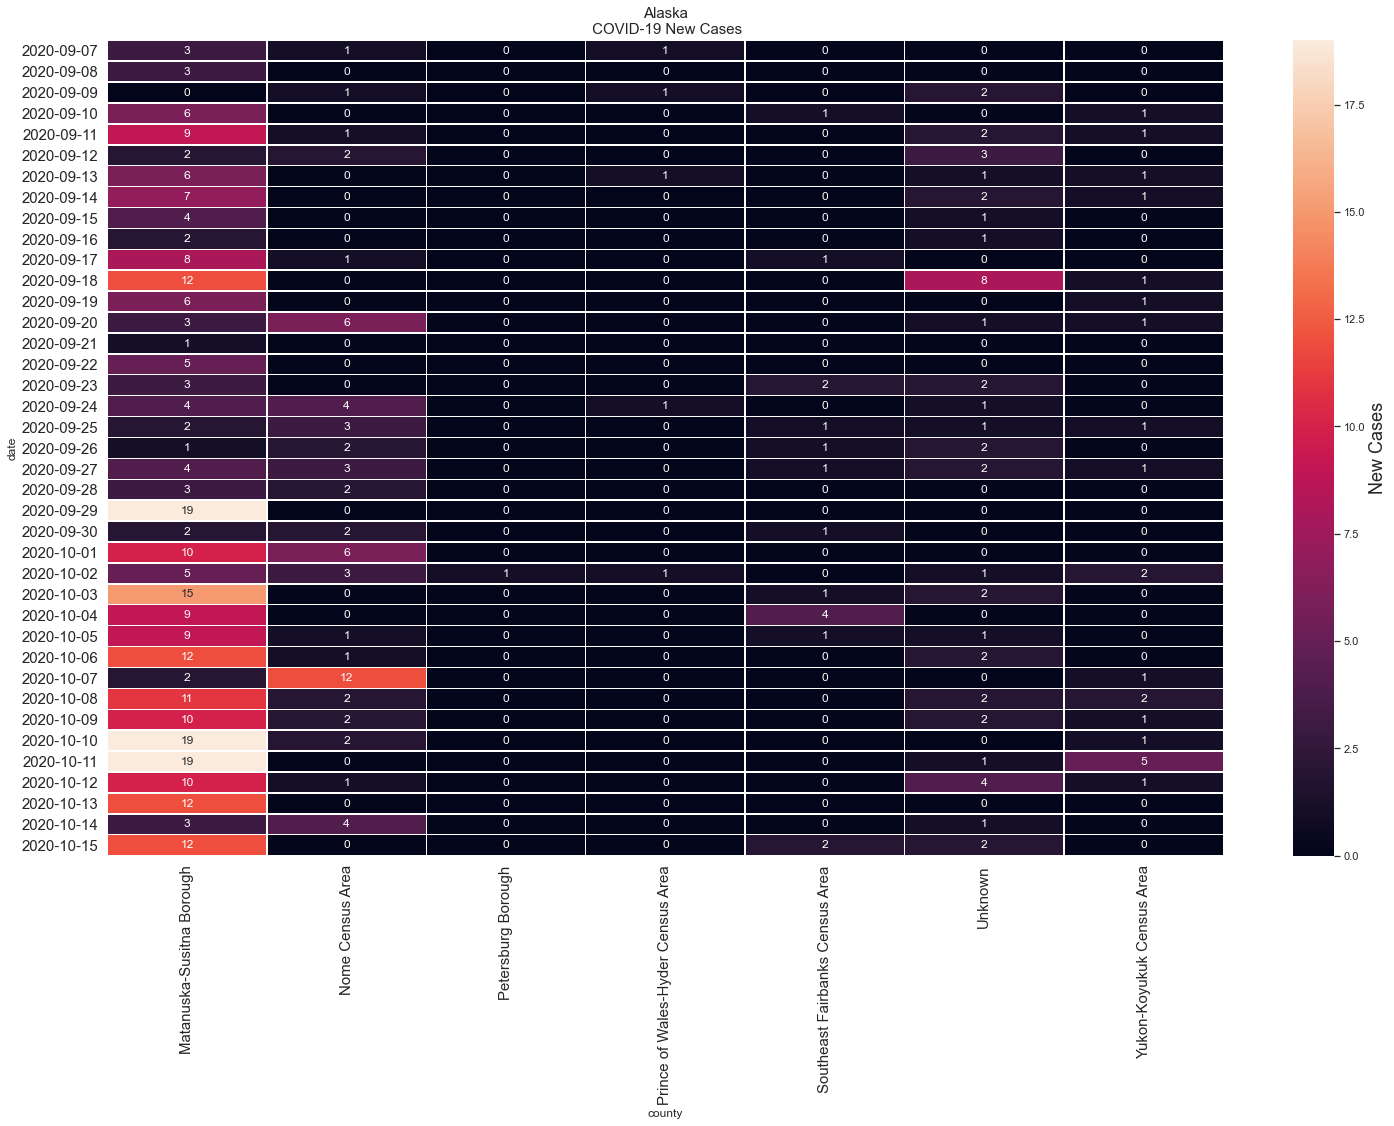 Alaska
COVID-19 New Cases
2020-09-07 3 1 0 1 0 0 0
2020-09-08 3 0 0 0 0 0 0
2020-09-09 0 1 0 1 0 2 0
2020-09-10 6 0 0 0 1 0 1
2020-09-11 9 1 0 0 0 2 1
2020-09-12 2 2 0 0 0 3 0
2020-09-13 6 0 0 1 0 1 1
2020-09-14 7 0 0 0 0 2 1
2020-09-15 4 0 0 0 0 1 0
2020-09-16 2 0 0 0 0 1 0
2020-09-17 8 1 0 0 1 0 0
2020-09-18 12 0 0 0 0 8 1
2020-09-19 6 0 0 0 0 0 1
2020-09-20 3 6 0 0 0 1 1
2020-09-21 1 0 0 0 0 0 0
2020-09-22 5 0 0 0 0 0 0
2020-09-23 3 0 0 0 2 2 0
2020-09-24 4 4 0 1 0 1 0
2020-09-25 2 3 0 0 1 1 1
2020-09-26 1 2 0 0 1 2 0
2020-09-27 4 3 0 0 1 2 1
2020-09-28 3 2 0 0 0 0 0
2020-09-29 19 0 0 0 0 0 0
2020-09-30 2 2 0 0 1 0 0
2020-10-01 10 6 0 0 0 0 0
2020-10-02 5 3 1 1 0 1 2
2020-10-03 15 0 0 0 1 2 0
2020-10-04 9 0 0 0 4 0 0
2020-10-05 9 1 0 0 1 1 0
2020-10-06 12 1 0 0 0 2 0
2020-10-07 2 12 0 0 0 0 1
2020-10-08 11 2 0 0 0 2 2
2020-10-09 10 2 0 0 0 2 1
2020-10-10 19 2 0 0 0 0 1
2020-10-11 19 0 0 0 0 1 5
2020-10-12 10 1 0 0 0 4 1
2020-10-13 12 0 0 0 0 0 0
2020-10-14 3 4 0 0 0 1 0
2020-10-15 12 0 0 0 2 2 0
date
Matanuska-Susitna Borough
Nome Census Area
Petersburg Borough
Prince of Wales-Hyder Census Area
Southeast Fairbanks Census Area
Unknown
Yukon-Koyukuk Census Area
county
17.5
15.0
12.5
10.0
7.5
5.0
2.5
0.0
New Cases